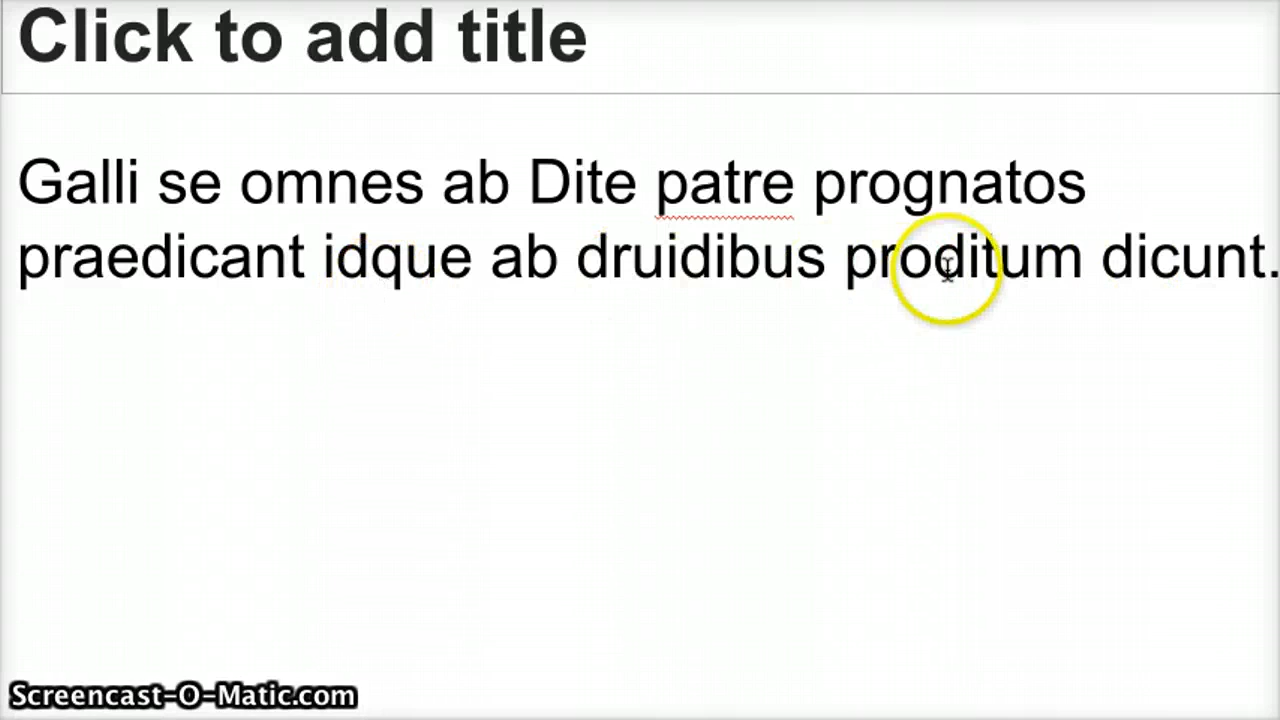 Click to add title
Galli se omnes ab Dite patre prognatos
praedicant idque ab druidibus proditum dicunt.
Screencast-O-Matic.com